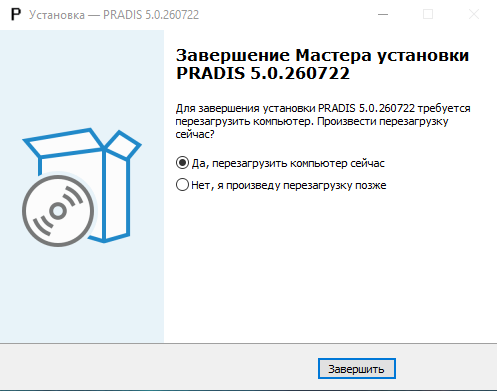 P Установка — PRADIS 5.0.260722
Завершение Мастера установки
PRADIS 5.0.260722
Для завершения установки PRADIS 5.0.260722 требуется
перезагрузить компьютер. Произвести перезагрузку
сейчас?
Да, перезагрузить компьютер сейчас
Нет, я произведу перезагрузку позже
Завершить